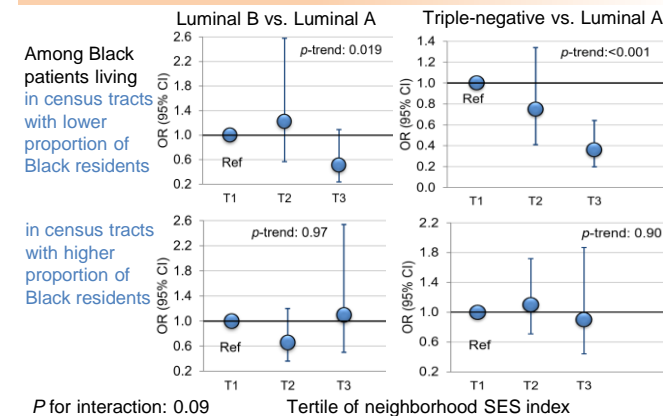 Luminal B vs. Luminal A
Triple-negative vs. Luminal A
Among Black
patients living
in census tracts
with lower
proportion of
Black residents
OR (95% CI)
2.6
2.2
1.8
1.4
1.0
0.6
0.2
p-trend: 0.019
Ref
T1 T2 T3
OR (95% CI)
1.4
1.2
1.0
0.8
0.6
0.4
0.2
0.0
p-trend:<0.001
Ref
T1 T2 T3
in census tracts
with higher
proportion of
Black residents
OR (95% CI)
2.6
2.2
1.8
1.4
1.0
0.6
0.2
p-trend: 0.97
Ref
T1 T2 T3
OR (95% CI)
2.2
1.8
1.4
1.0
0.6
0.2
p-trend: 0.90
Ref
T1 T2 T3
P for interaction: 0.09
Tertile of neighborhood SES index